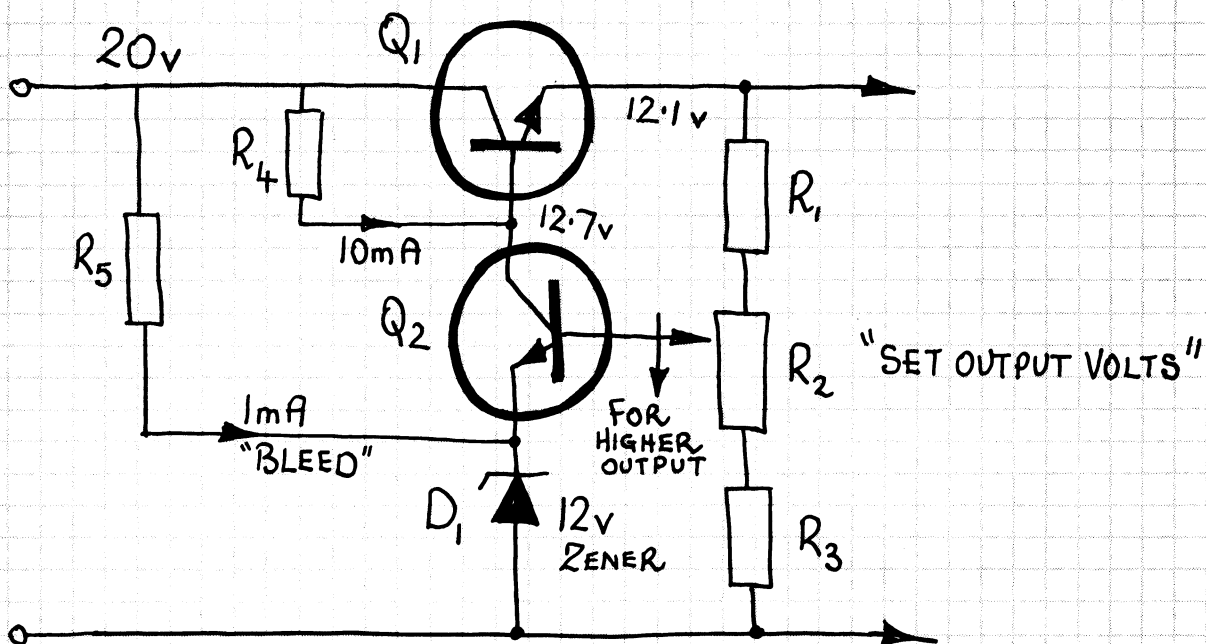 20v
Q1
12.1v
R4
R1
10mA
12.7v
R5
Q2
R2
"SET OUTPUT VOLTS"
1mA
"BLEED"
FOR
HIGHER
OUTPUT
D1
12v
ZENER
R3